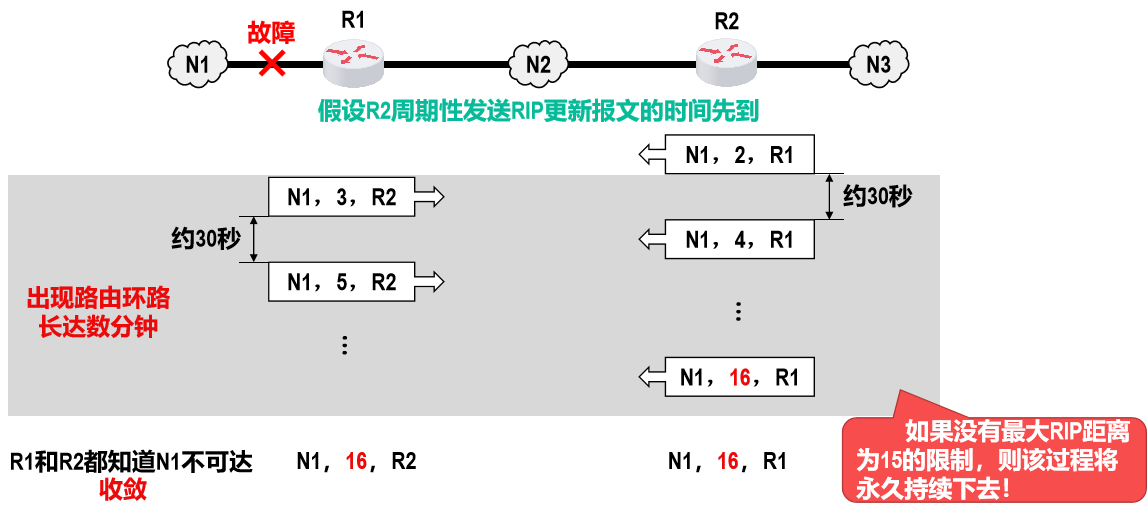 故障
R1
R2
N1
N2
N3
假设R2周期性发送RIP更新报文的时间先到
N1，2，R1
N1，3，R2
约30秒
约30秒
N1，4，R1
N1，5，R2
出现路由环路
长达数分钟
⋮
⋮
N1，16，R1
如果没有最大RIP距离
为15的限制，则该过程将
永久持续下去！
R1和R2都知道N1不可达
收敛
N1，16，R2
N1，16，R1